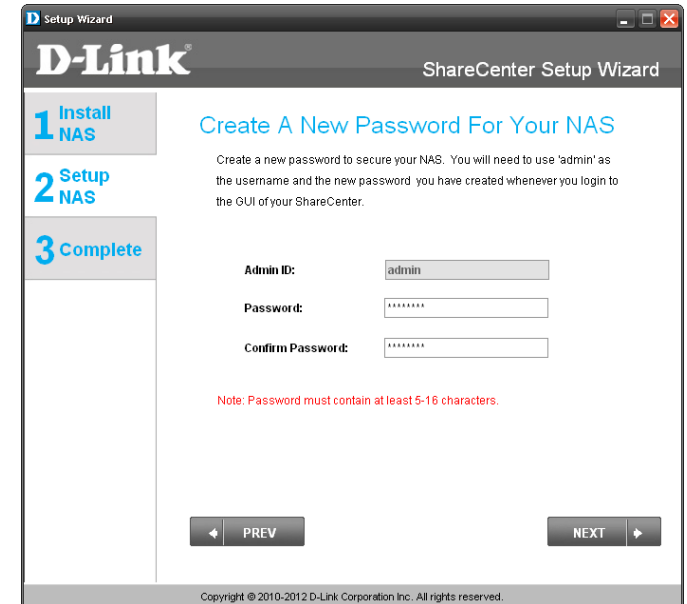 Setup Wizard
D-Link®
ShareCenter Setup Wizard
1 Install
NAS
2 Setup
NAS
3 Complete
Create A New Password For Your NAS
Create a new password to secure your NAS. You will need to use 'admin' as
the username and the new password you have created whenever you login to
the GUI of your ShareCenter.
Admin ID: admin
Password: ********
Confirm Password: ********
Note: Password must contain at least 5-16 characters.
PREV
NEXT
Copyright © 2010-2012 D-Link Corporation Inc. All rights reserved.